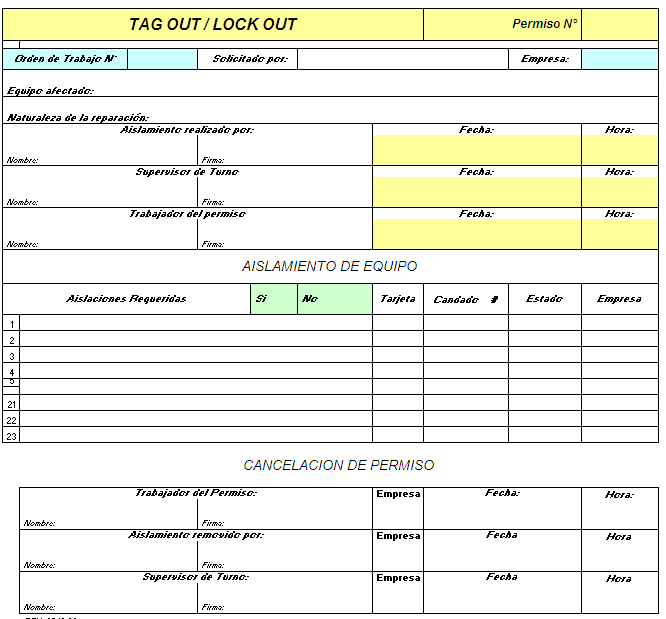 TAG OUT / LOCK OUT Permiso N°
Orden de Trabajo N° Solicitado por: Empresa:
Equipo afectado:
Naturaleza de la reparación:
Aislamiento realizado por: Fecha: Hora:
Nombre: Firma:
Supervisor de Turno Fecha: Hora:
Nombre: Firma:
Trabajador del permiso Fecha: Hora:
Nombre: Firma:
AISLAMIENTO DE EQUIPO
Aislaciones Requeridas Si No Tarjeta Candado # Estado Empresa
1
2
3
4
5
21
22
23
CANCELACION DE PERMISO
Trabajador del Permiso: Empresa Fecha: Hora:
Nombre: Firma:
Aislamiento removido por: Empresa Fecha Hora
Nombre: Firma:
Supervisor de Turno: Empresa Fecha Hora
Nombre: Firma: